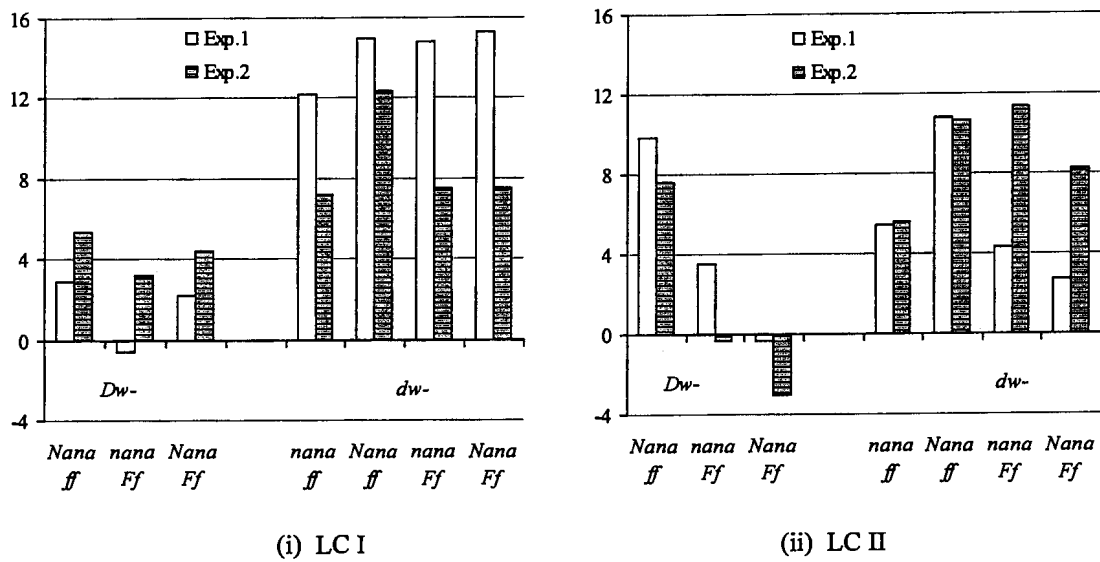 16
12
8
4
0
-4
Exp.1
Exp.2
Dw-
dw-
Nana nana Nana nana Nana nana Nana
ff Ff Ff ff ff Ff Ff
(i) LC I
16
12
8
4
0
-4
Exp.1
Exp.2
Dw-
dw-
Nana nana Nana nana Nana nana Nana
ff Ff Ff ff ff Ff Ff
(ii) LC II